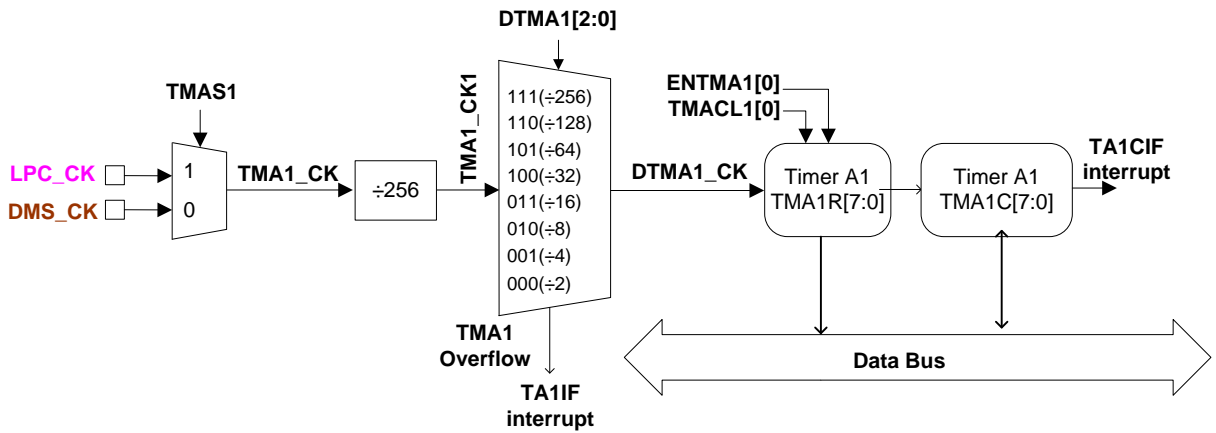 DTMA1[2:0]
TMAS1
LPC_CK
DMS_CK
1
0
TMA1_CK
÷256
TMA1_CK1
111(÷256)
110(÷128)
101(÷64)
100(÷32)
011(÷16)
010(÷8)
001(÷4)
000(÷2)
TMA1
Overflow
TA1IF
interrupt
DTMA1_CK
ENTMA1[0]
TMACL1[0]
Timer A1
TMA1R[7:0]
Timer A1
TMA1C[7:0]
TA1CIF
interrupt
Data Bus